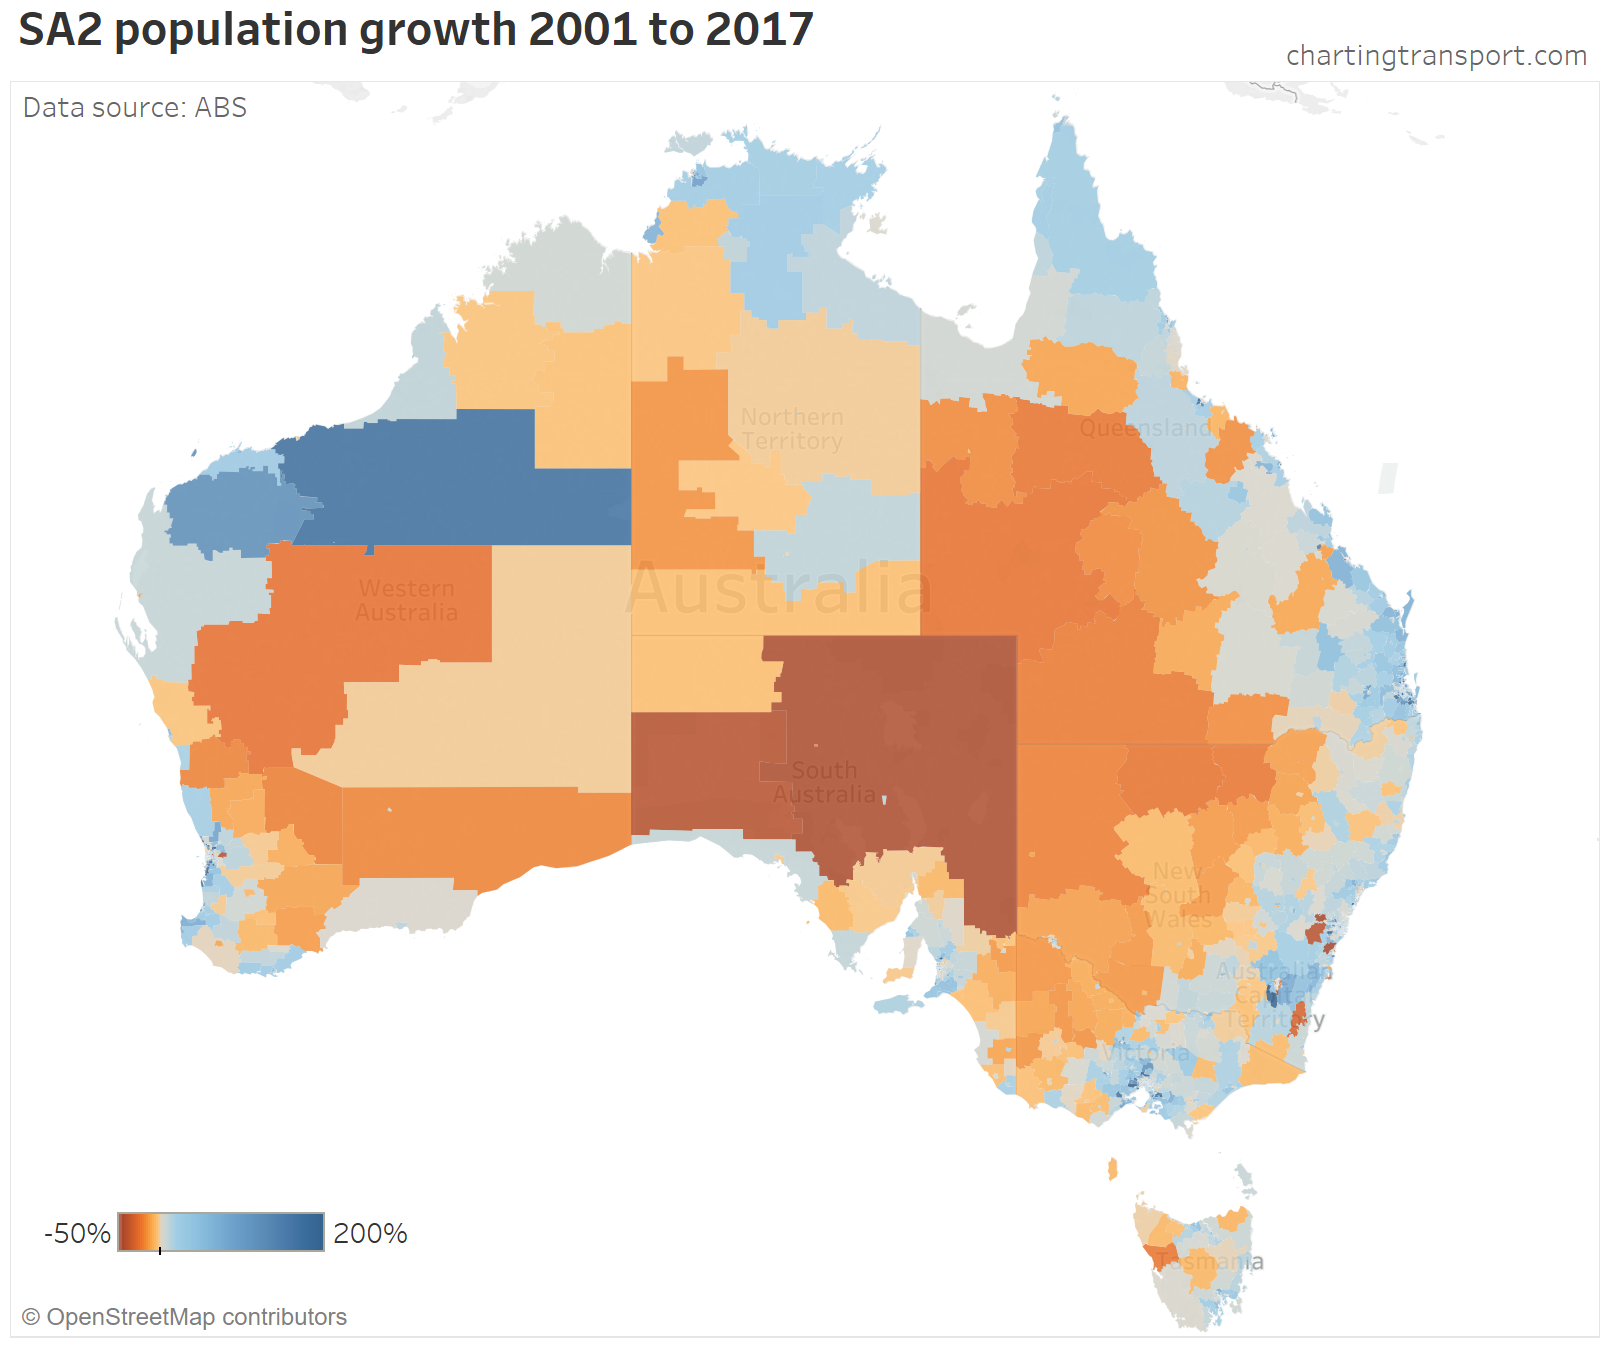 SA2 population growth 2001 to 2017
chartingtransport.com
Data source: ABS
Northern
Territory
Queensland
Australia
Western
Australia
South
Australia
New
South
Wales
Australian
Capital
Territory
Victoria
Tasmania
-50%
200%
© OpenStreetMap contributors